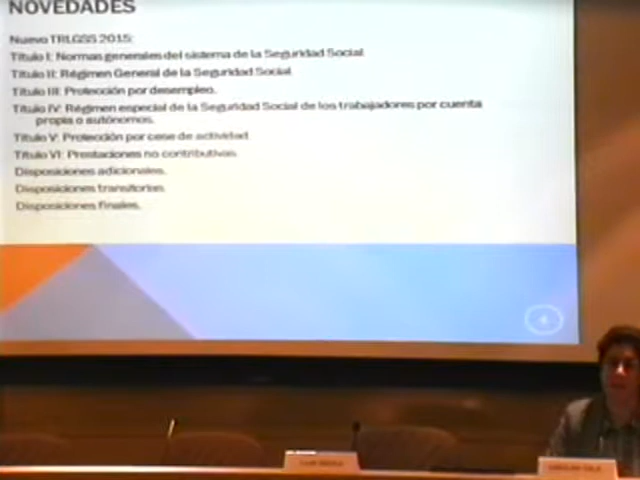 NOVEDADES
Nuevo TRLGSS 2015:
Título I: Normas generales del sistema de la Seguridad Social
Título II: Régimen General de la Seguridad Social
Título III: Protección por desempleo.
Título IV: Régimen especial de la Seguridad Social de los trabajadores por cuenta
propia o autónomos.
Título V: Protección por cese de actividad
Título VI: Prestaciones no contributivas
Disposiciones adicionales.
Disposiciones transitorias
Disposiciones finales.
4